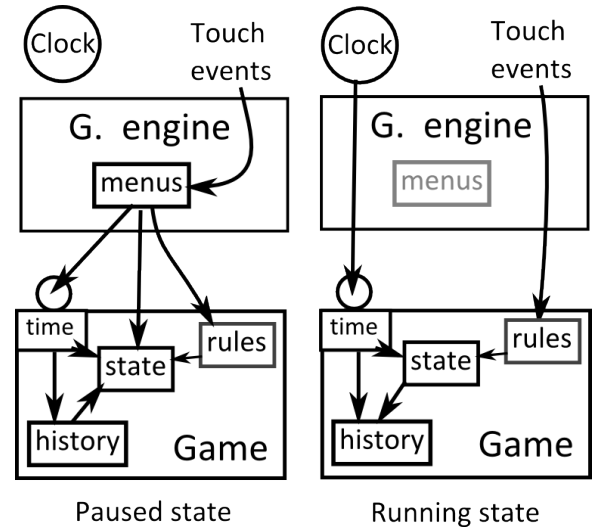 Clock
Touch
events
G. engine
menus
time
state
rules
history
Game
Paused state
Clock
Touch
events
G. engine
menus
time
state
rules
history
Game
Running state